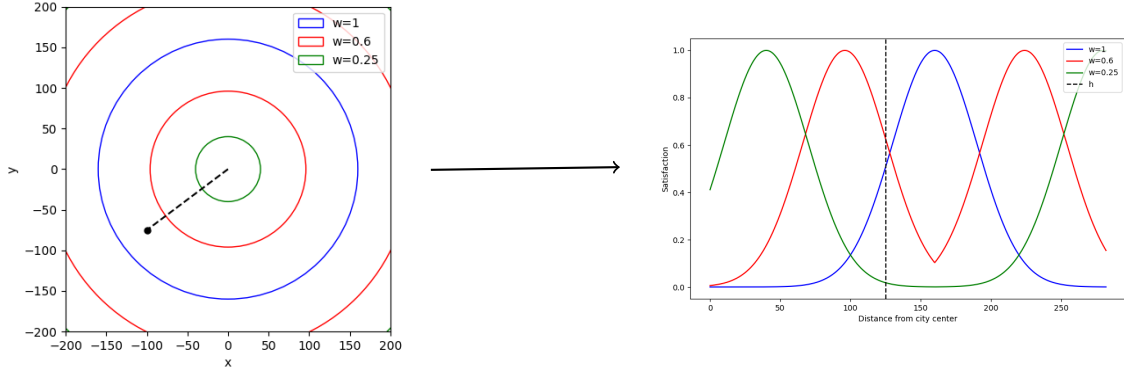 200
150
100
50
0
−50
−100
−150
−200
y
−200 −150 −100 −50 0 50 100 150 200
x
w=1
w=0.6
w=0.25
1.0
0.8
0.6
0.4
0.2
0.0
Satisfaction
0 50 100 150 200 250
Distance from city center
w=1
w=0.6
w=0.25
h